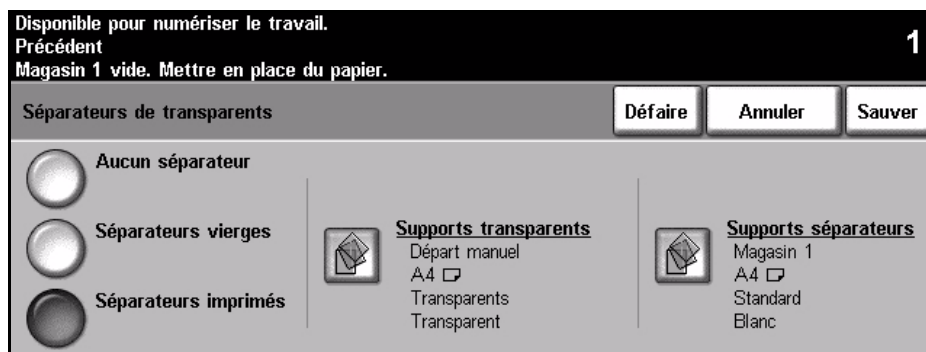 Disponible pour numériser le travail.
Précédent
Magasin 1 vide. Mettre en place du papier.
1
Séparateurs de transparents
Défaire
Annuler
Sauver
Aucun séparateur
Séparateurs vierges
Séparateurs imprimés
Supports transparents
Départ manuel
A4
Transparents
Transparent
Supports séparateurs
Magasin 1
A4
Standard
Blanc